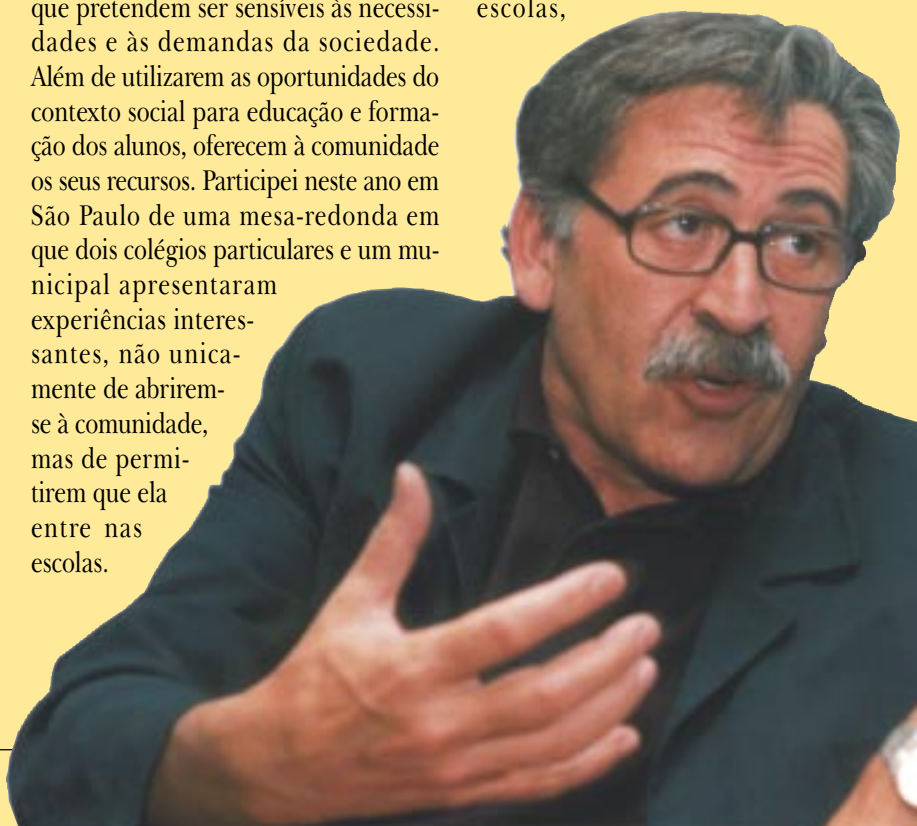 que pretendem ser sensíveis às necessi-
dades e às demandas da sociedade.
Além de utilizarem as oportunidades do
contexto social para educação e forma-
ção dos alunos, oferecem à comunidade
os seus recursos. Participei neste ano em
São Paulo de uma mesa-redonda em
que dois colégios particulares e um mu-
nicipal apresentaram
experiências interes-
santes, não unica-
mente de abrirem-
se à comunidade,
mas de permi-
tirem que ela
entre nas
escolas.
escolas,